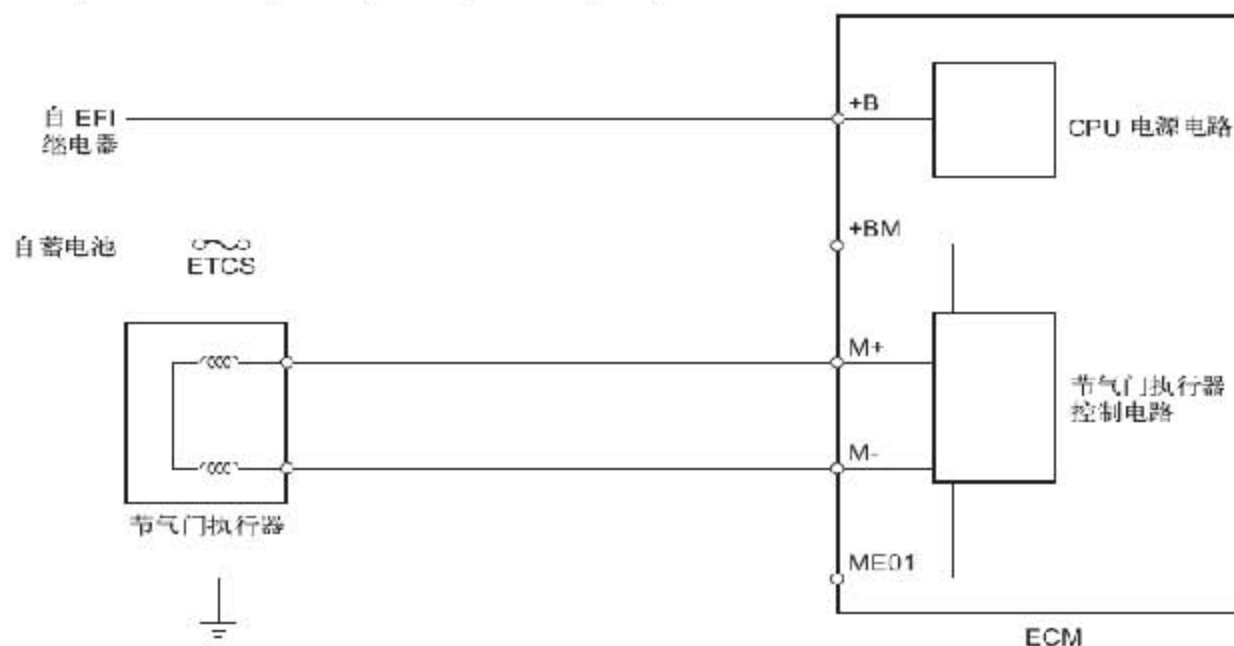 自 EFI
继电器
+B
CPU 电源电路
自蓄电池
ETCS
+BM
M+
节气门执行器
控制电路
M-
节气门执行器
ME01
ECM